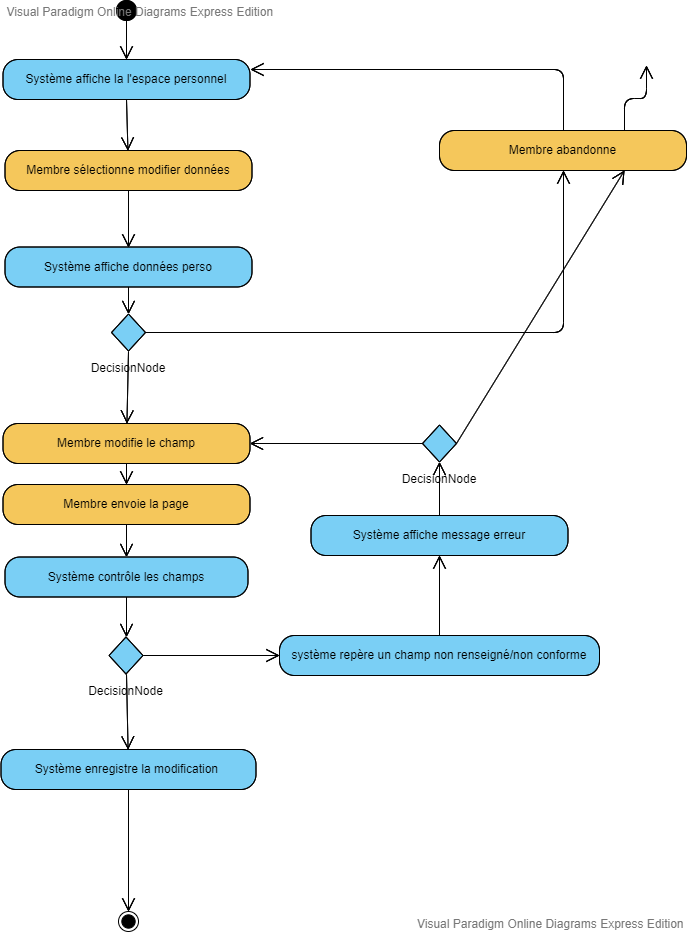 Visual Paradigm Online Diagrams Express Edition
Système affiche la l'espace personnel
Membre abandonne
Membre sélectionne modifier données
Système affiche données perso
DecisionNode
Membre modifie le champ
DecisionNode
Membre envoie la page
Système affiche message erreur
Système contrôle les champs
système repère un champ non renseigné/non conforme
DecisionNode
Système enregistre la modification
Visual Paradigm Online Diagrams Express Edition